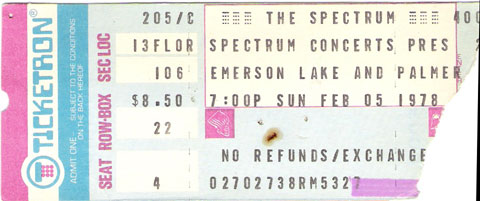 TICKETRON
ADMIT ONE SUBJECT TO THE CONDITIONS
ON THE BACK HEREOF
SEC LOC
ROW-BOX
SEAT
205/C
13FLOR
106
$8.50
22
4
THE SPECTRUM
SPECTRUM CONCERTS PRES
EMERSON LAKE AND PALMER
7:00P SUN FEB 05 1978
NO REFUNDS/EXCHANGE
02702738RM5327
400